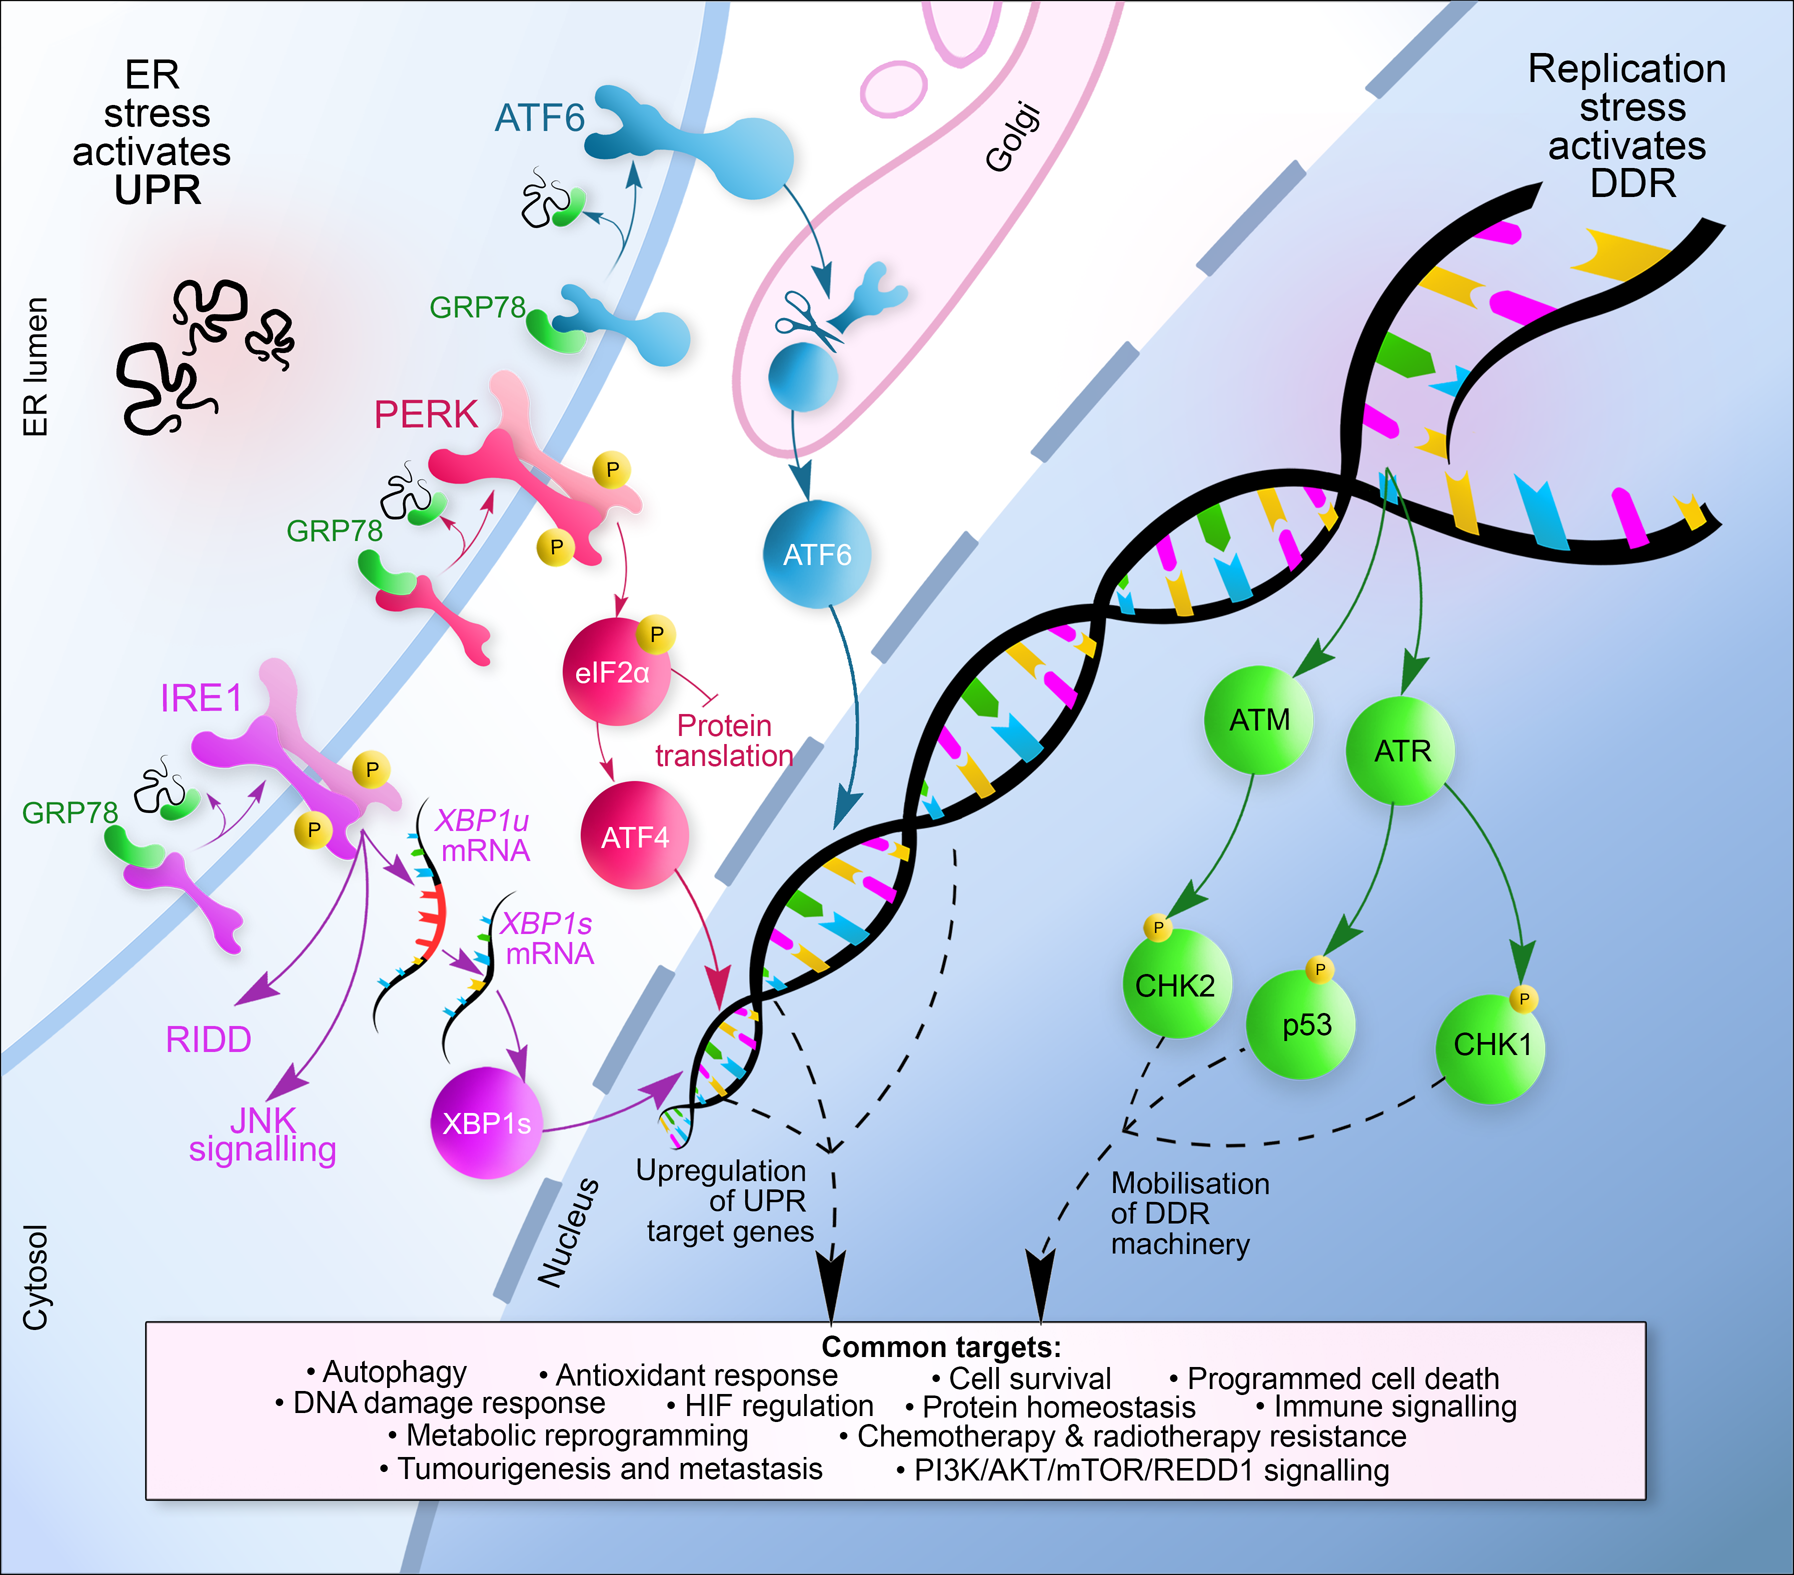 ER
stress
activates
UPR
ER lumen
Cytosol
ATF6
GRP78
PERK
P
P
GRP78
IRE1
P
P
GRP78
Golgi
ATF6
eIF2α
P
Protein
translation
ATF4
XBP1u
mRNA
XBP1s
mRNA
RIDD
JNK
signalling
XBP1s
Nucleus
Replication
stress
activates
DDR
ATM
ATR
P
CHK2
P
p53
P
CHK1
Upregulation
of UPR
target genes
Mobilisation
of DDR
machinery
Common targets:
• Autophagy • Antioxidant response • Cell survival • Programmed cell death
• DNA damage response • HIF regulation • Protein homeostasis • Immune signalling
• Metabolic reprogramming • Chemotherapy & radiotherapy resistance
• Tumourigenesis and metastasis • PI3K/AKT/mTOR/REDD1 signalling